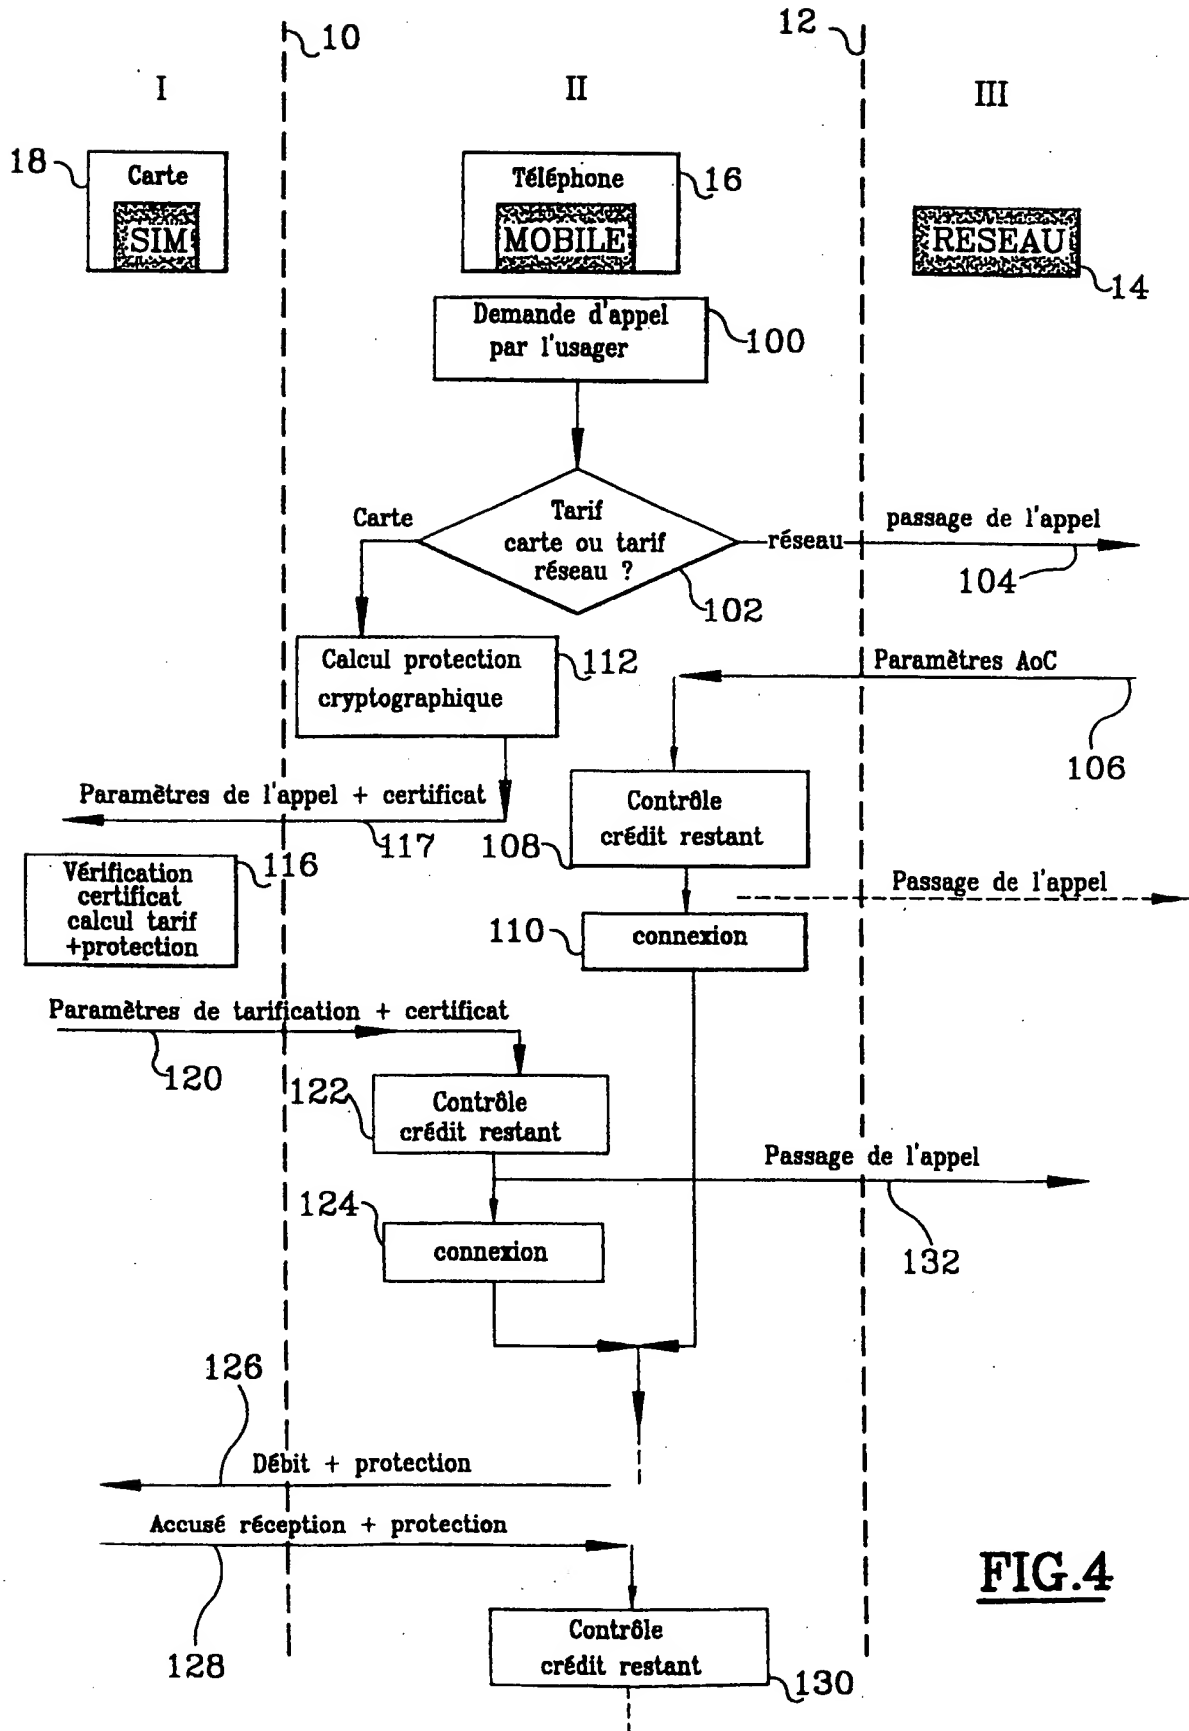 10
12
I
II
III
18
Carte
SIM
Téléphone
MOBILE
16
RESEAU
14
Demande d'appel
par l'usager
100
Carte
Tarif
carte ou tarif
réseau ?
réseau
passage de l'appel
102
104
Calcul protection
cryptographique
112
Paramètres AoC
106
Paramètres de l'appel + certificat
117
Contrôle
crédit restant
108
116
Vérification
certificat
calcul tarif
+protection
Passage de l'appel
110
connexion
Paramètres de tarification + certificat
120
122
Contrôle
crédit restant
Passage de l'appel
124
connexion
132
126
Débit + protection
Accusé réception + protection
128
Contrôle
crédit restant
130
FIG.4